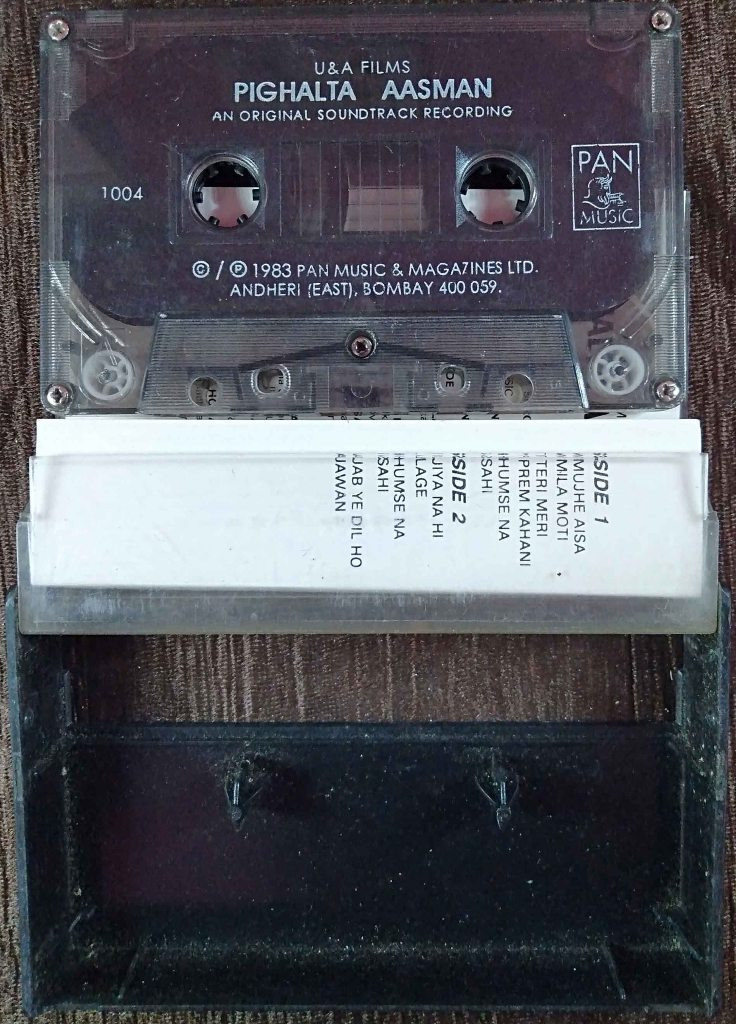 U&A FILMS
PIGHALTA AASMAN
AN ORIGINAL SOUNDTRACK RECORDING
1004
PAN
MUSIC
© / ℗ 1983 PAN MUSIC & MAGAZINES LTD.
ANDHERI (EAST), BOMBAY 400 059.
SIDE 1
MUJHE AISA
MILA MOTI
TERI MERI
PREM KAHANI
HUMSE NA
SAHI
SIDE 2
JIYA NA HI
LAGE
HUMSE NA
SAHI
JAB YE DIL HO
JAWAN